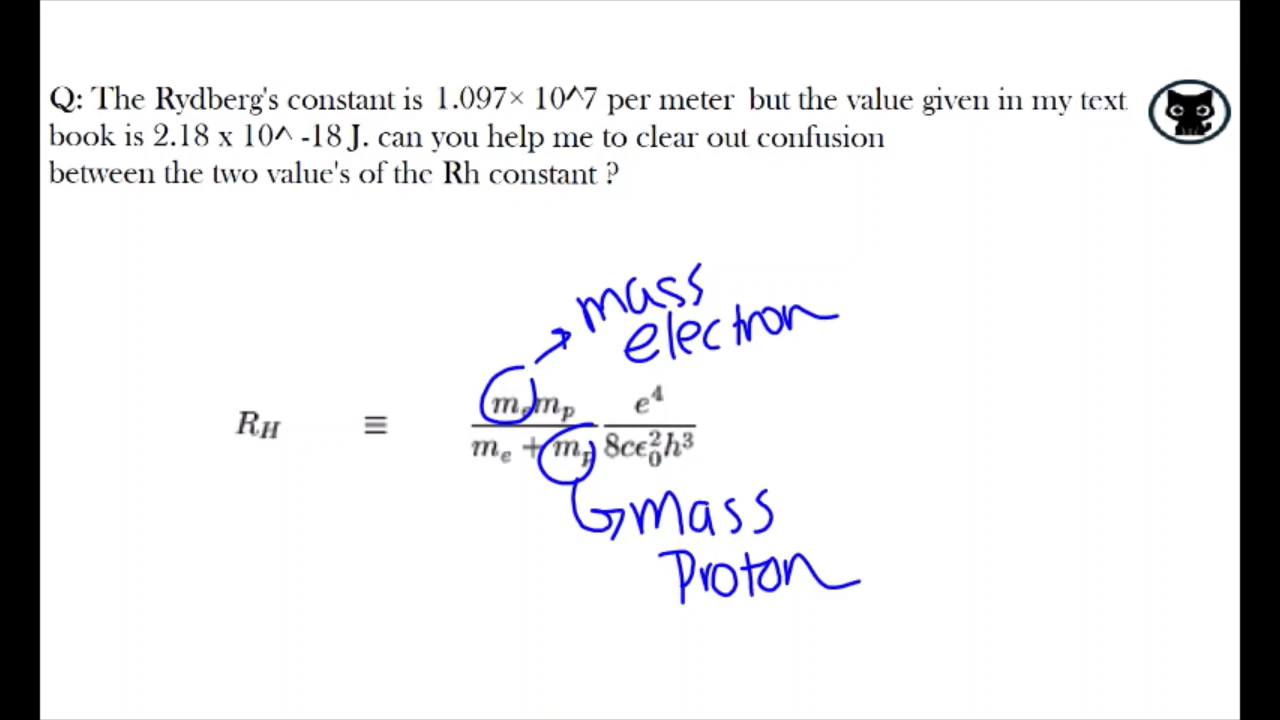 Q: The Rydberg's constant is 1.097× 10^7 per meter but the value given in my text
book is 2.18 x 10^ -18 J. can you help me to clear out confusion
between the two value's of the Rh constant ?
mass
electron
m_e m_p e^4
R_H ≡
m_e + m_p 8cϵ_0^2h^3
mass
Proton